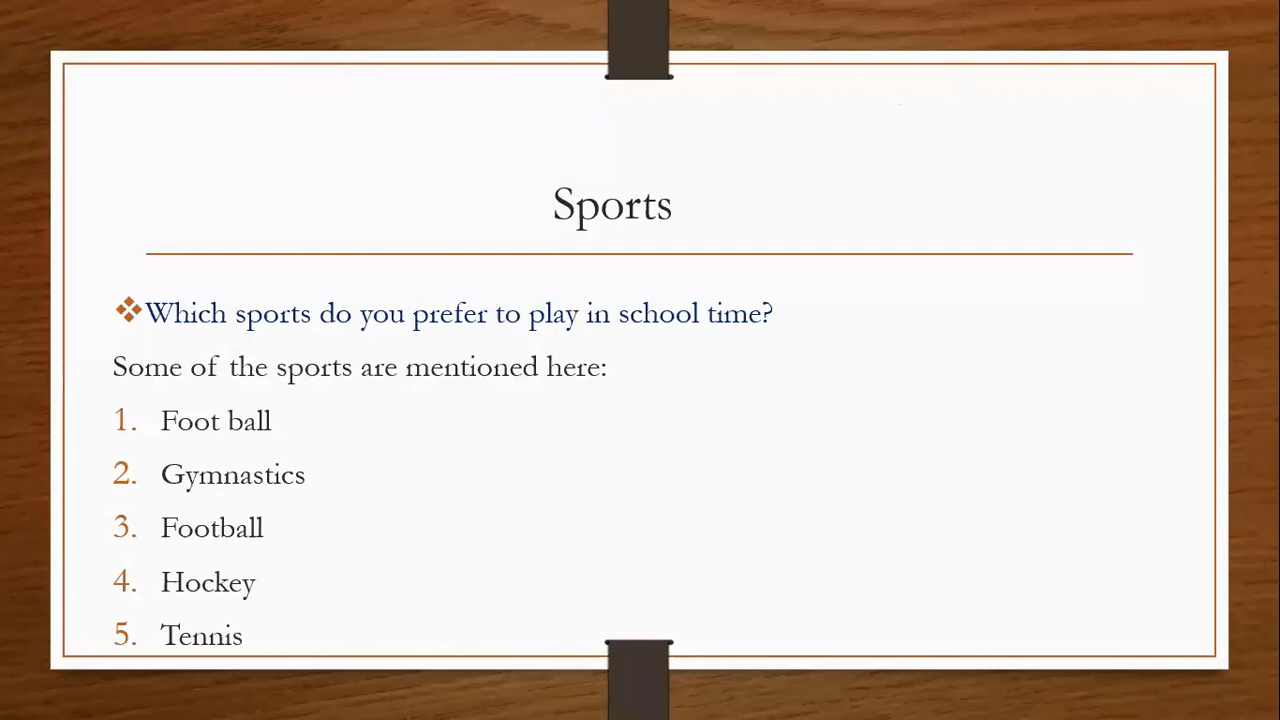 Sports
Which sports do you prefer to play in school time?
Some of the sports are mentioned here:
1. Foot ball
2. Gymnastics
3. Football
4. Hockey
5. Tennis